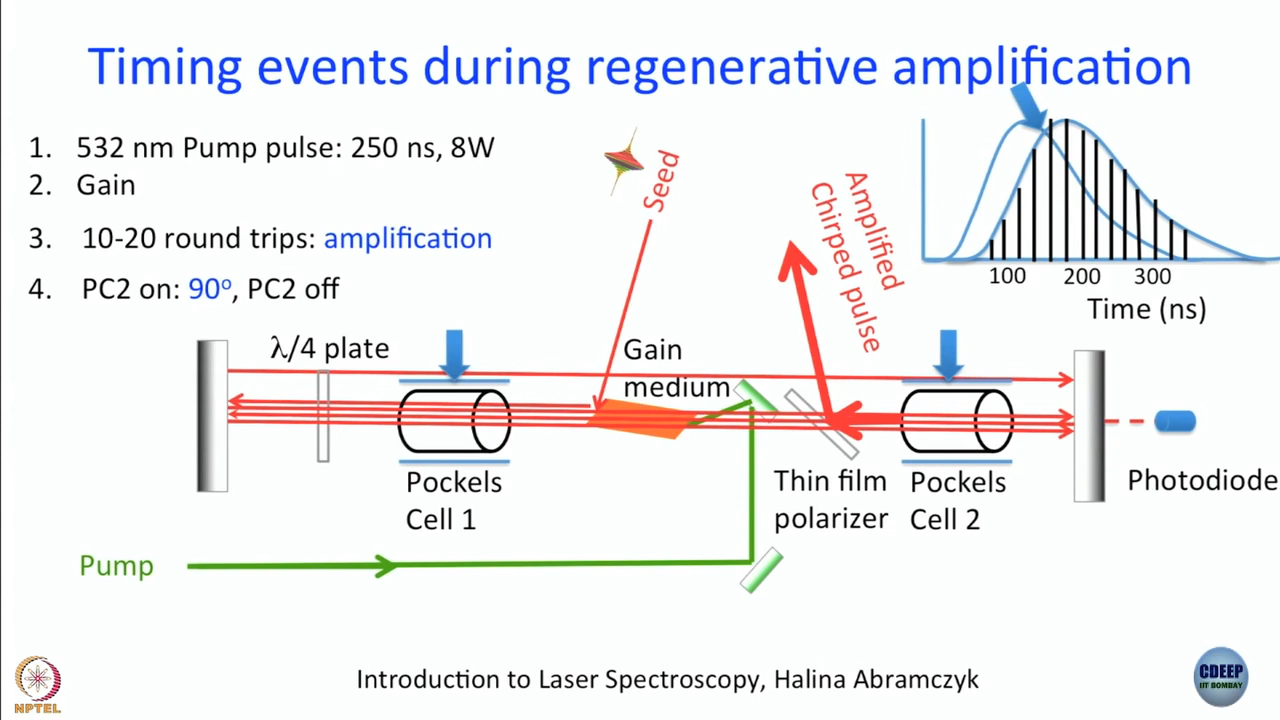 Timing events during regenerative amplification
1. 532 nm Pump pulse: 250 ns, 8W
2. Gain
3. 10-20 round trips: amplification
4. PC2 on: 90°, PC2 off
Seed
Amplified
Chirped pulse
100 200 300
Time (ns)
λ/4 plate
Gain
medium
Pockels
Cell 1
Thin film
polarizer
Pockels
Cell 2
Photodiode
Pump
Introduction to Laser Spectroscopy, Halina Abramczyk
NPTEL
CDEEP
IIT BOMBAY